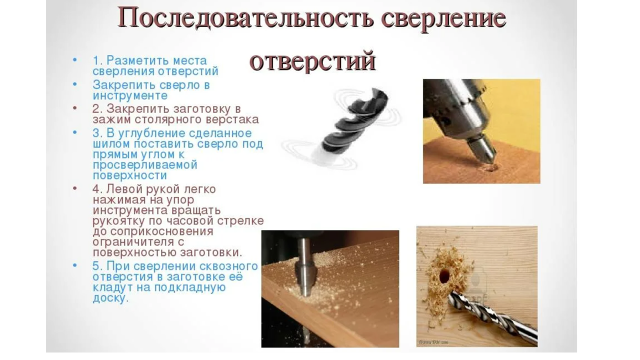 Последовательность сверление
отверстий
1. Разметить места
сверления отверстий
Закрепить сверло в
инструменте
2. Закрепить заготовку в
зажим столярного верстака
3. В углубление сделанное
шилом поставить сверло под
прямым углом к
просверливаемой
поверхности
4. Левой рукой легко
нажимая на упор
инструмента вращать
рукоятку по часовой стрелке
до соприкосновения
ограничителя с
поверхностью заготовки.
5. При сверлении сквозного
отверстия в заготовке её
кладут на подкладную
доску.